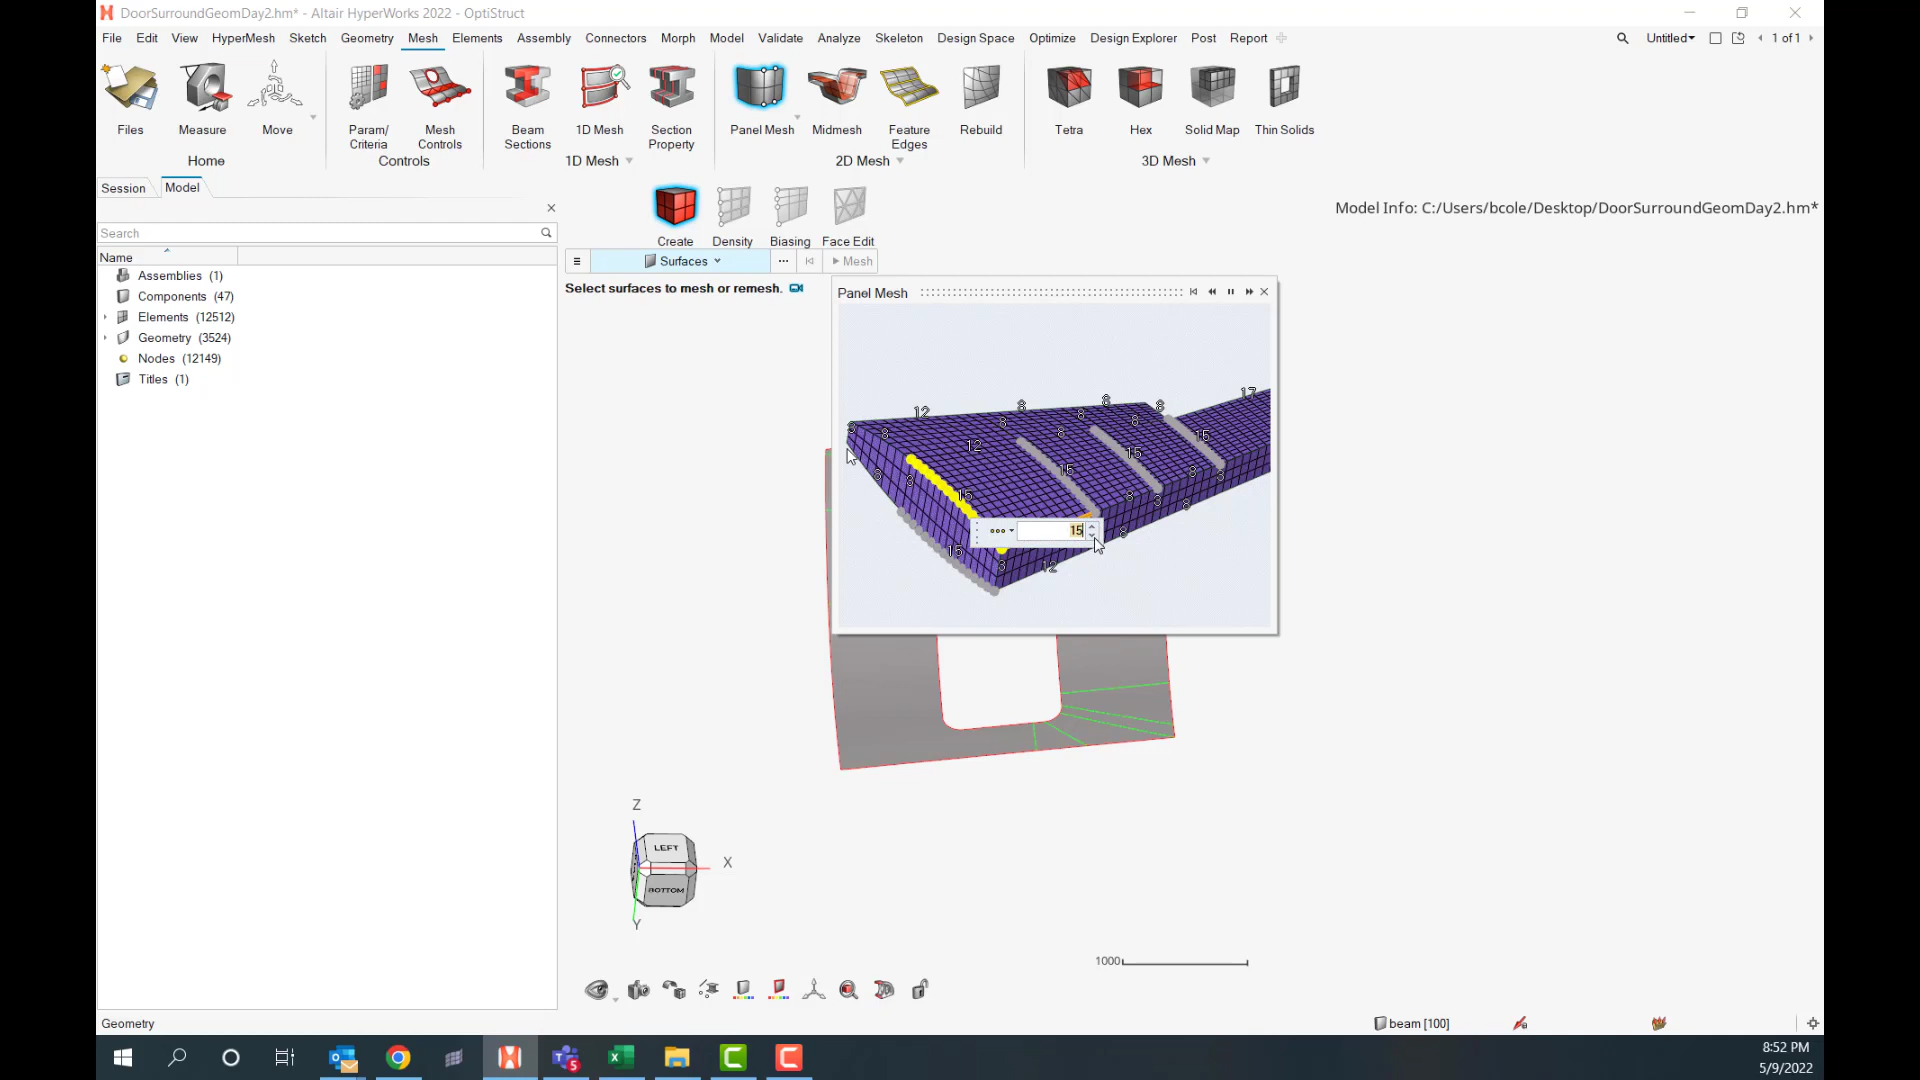 DoorSurroundGeomDay2.hm* - Altair HyperWorks 2022 - OptiStruct
File Edit View HyperMesh Sketch Geometry Mesh Elements Assembly Connectors Morph Model Validate Analyze Skeleton Design Space Optimize Design Explorer Post Report
Untitled 1 of 1
Files Measure Move Param/ Criteria Mesh Controls Beam Sections 1D Mesh Section Property Panel Mesh Midmesh Feature Edges Rebuild Tetra Hex Solid Map Thin Solids
Home Controls 1D Mesh 2D Mesh 3D Mesh
Session Model
Create Density Biasing Face Edit
Model Info: C:/Users/bcole/Desktop/DoorSurroundGeomDay2.hm*
Search
Name
Surfaces Mesh
Select surfaces to mesh or remesh.
Assemblies (1)
Components (47)
Elements (12512)
Geometry (3524)
Nodes (12149)
Titles (1)
Panel Mesh
17
12 8 8 8
3 8 8 8 8
12 8 15
15 15
3 3 8 3
15 8 3 8
15
15 8
3 12
Z
LEFT
X
BOTTOM
Y
1000
Geometry
beam [100]
5
8:52 PM
5/9/2022